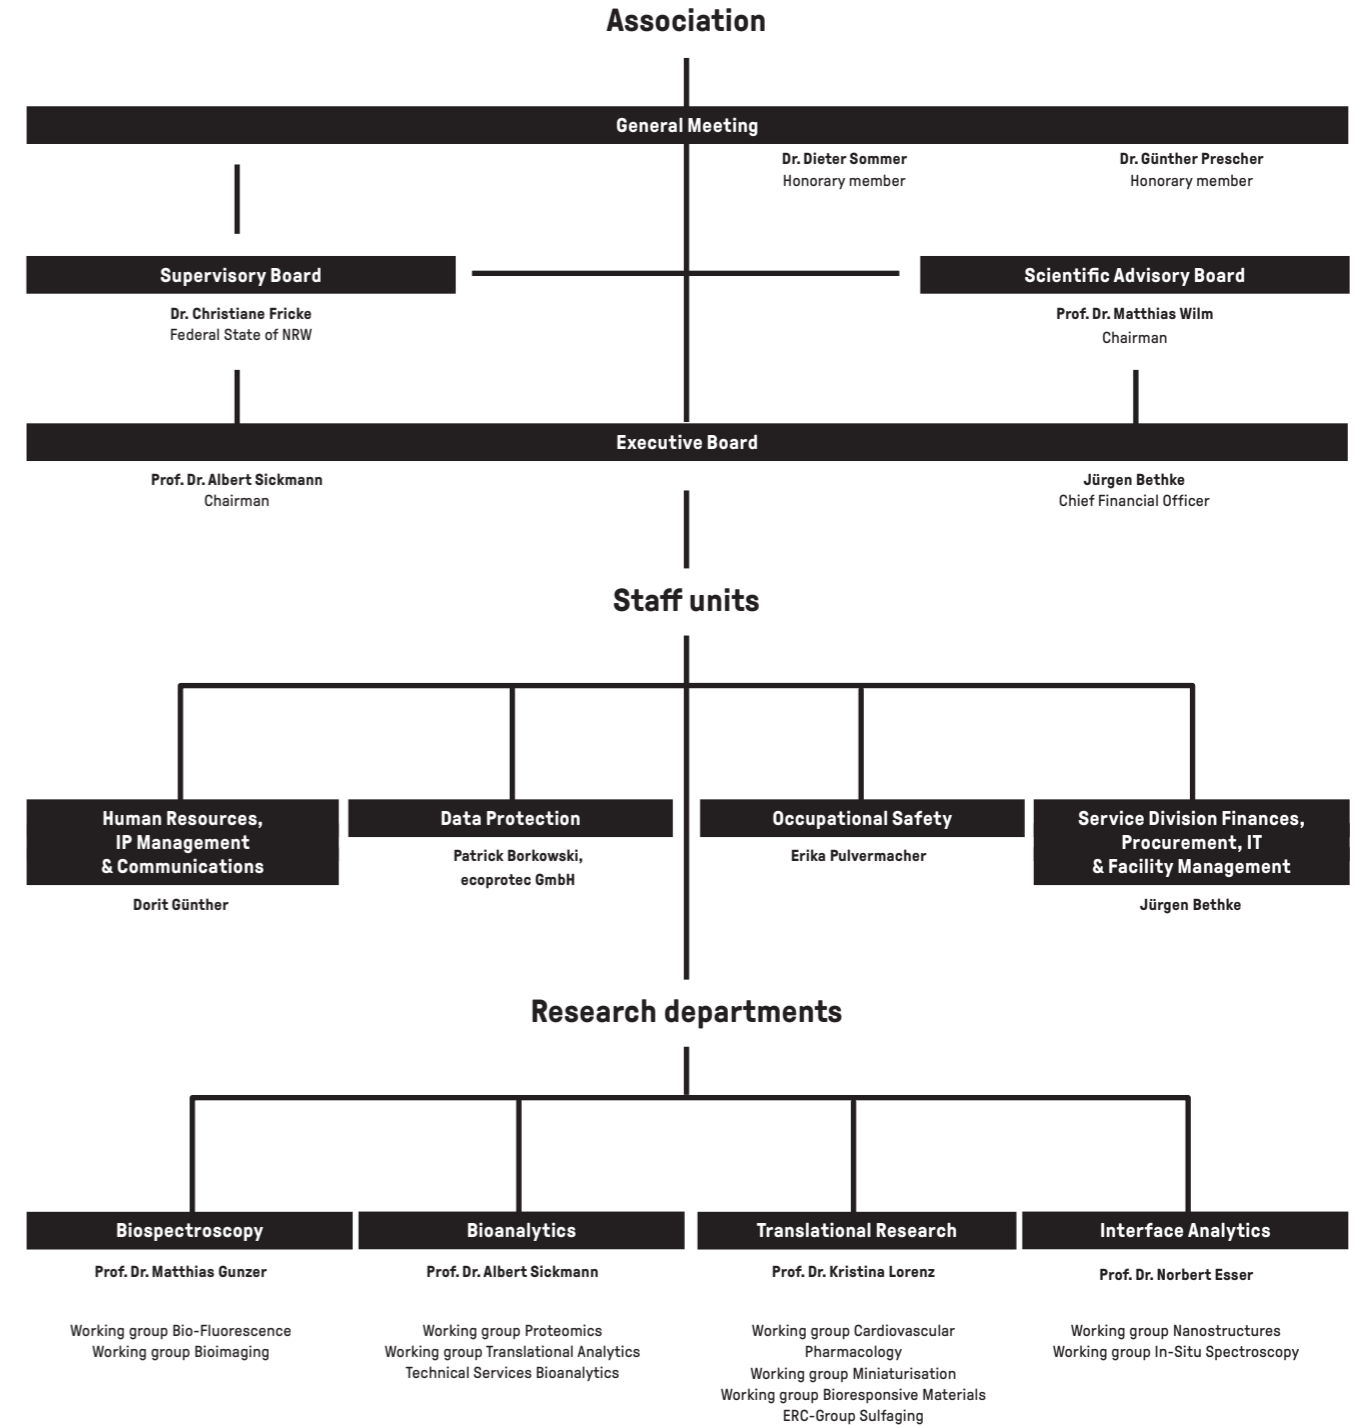 Association
General Meeting
Dr. Dieter Sommer
Honorary member
Dr. Günther Prescher
Honorary member
Supervisory Board
Dr. Christiane Fricke
Federal State of NRW
Scientific Advisory Board
Prof. Dr. Matthias Wilm
Chairman
Executive Board
Prof. Dr. Albert Sickmann
Chairman
Jürgen Bethke
Chief Financial Officer
Staff units
Human Resources,
IP Management
& Communications
Dorit Günther
Data Protection
Patrick Borkowski,
ecoprotec GmbH
Occupational Safety
Erika Pulvermacher
Service Division Finances,
Procurement, IT
& Facility Management
Jürgen Bethke
Research departments
Biospectroscopy
Prof. Dr. Matthias Gunzer
Working group Bio-Fluorescence
Working group Bioimaging
Bioanalytics
Prof. Dr. Albert Sickmann
Working group Proteomics
Working group Translational Analytics
Technical Services Bioanalytics
Translational Research
Prof. Dr. Kristina Lorenz
Working group Cardiovascular
Pharmacology
Working group Miniaturisation
Working group Bioresponsive Materials
ERC-Group Sulfaging
Interface Analytics
Prof. Dr. Norbert Esser
Working group Nanostructures
Working group In-Situ Spectroscopy